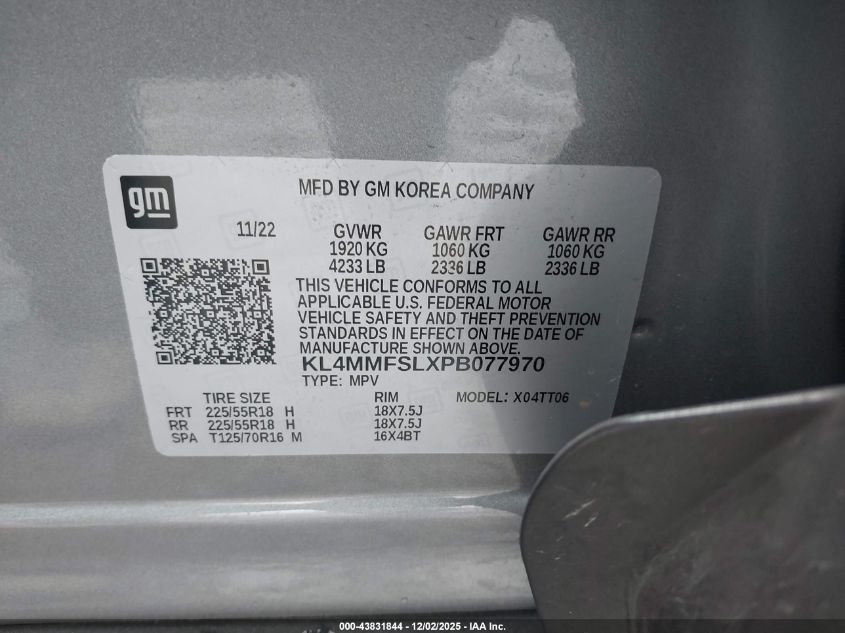 gm
MFD BY GM KOREA COMPANY
11/22
GVWR GAWR FRT GAWR RR
1920 KG 1060 KG 1060 KG
4233 LB 2336 LB 2336 LB
THIS VEHICLE CONFORMS TO ALL
APPLICABLE U.S. FEDERAL MOTOR
VEHICLE SAFETY AND THEFT PREVENTION
STANDARDS IN EFFECT ON THE DATE OF
MANUFACTURE SHOWN ABOVE.
KL4MMFSLXPB077970
TYPE: MPV
TIRE SIZE RIM MODEL: X04TT06
FRT 225/55R18 H 18X7.5J
RR 225/55R18 H 18X7.5J
SPA T125/70R16 M 16X4BT
000-43831844 - 12/02/2025 - IAA Inc.